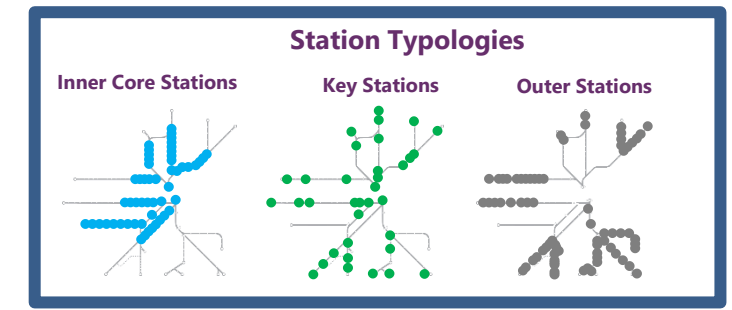 Station Typologies
Inner Core Stations
Key Stations
Outer Stations